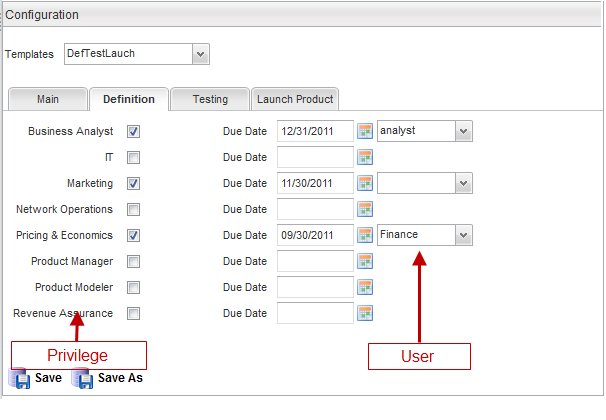 Configuration
Templates DefTestLauch
Main Definition Testing Launch Product
Business Analyst Due Date 12/31/2011 analyst
IT Due Date
Marketing Due Date 11/30/2011
Network Operations Due Date
Pricing & Economics Due Date 09/30/2011 Finance
Product Manager Due Date
Product Modeler Due Date
Revenue Assurance Due Date
Privilege User
Save Save As